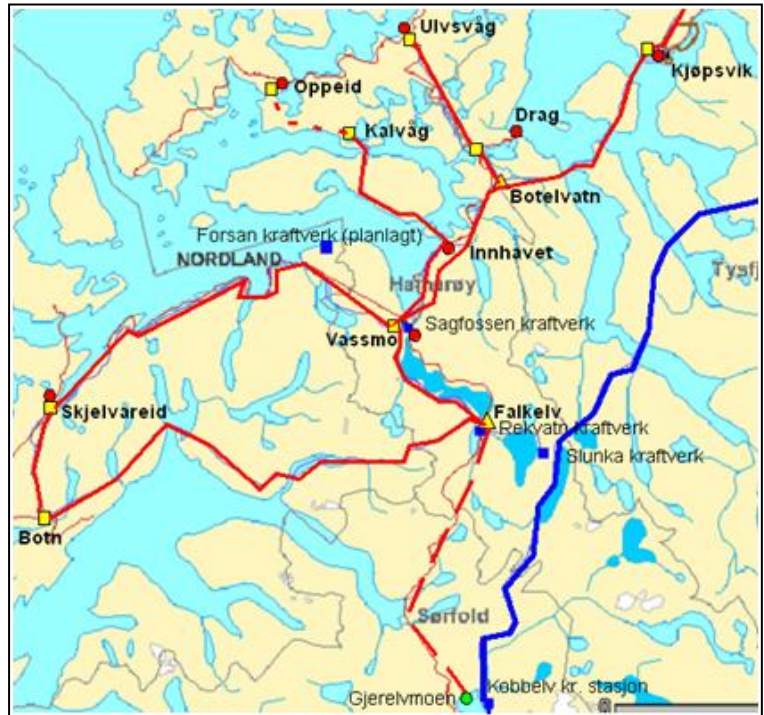 Ulvsvåg
Kjøpsvik
Oppeid
Drag
Kalvåg
Botelvatn
Forsan kraftverk (planlagt)
Innhavet
NORDLAND
Tysfj
Hamarøy
Sagfossen kraftverk
Vassmo
Skjelvareid
Falkelv
Rekvatn kraftverk
Slunka kraftverk
Botn
Sørfold
Gjerelvmoen
Kobbelv kr. stasjon